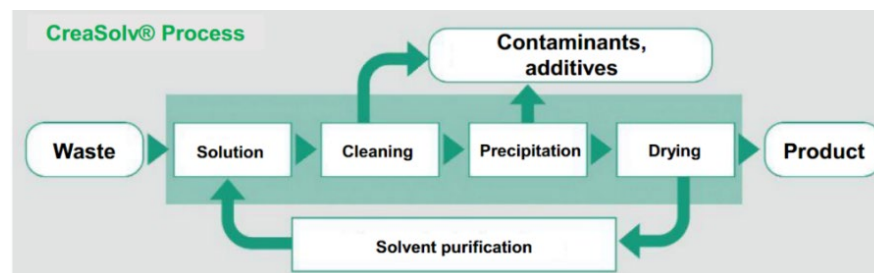 CreaSolv® Process
Contaminants,
additives
Waste
Solution
Cleaning
Precipitation
Drying
Product
Solvent purification